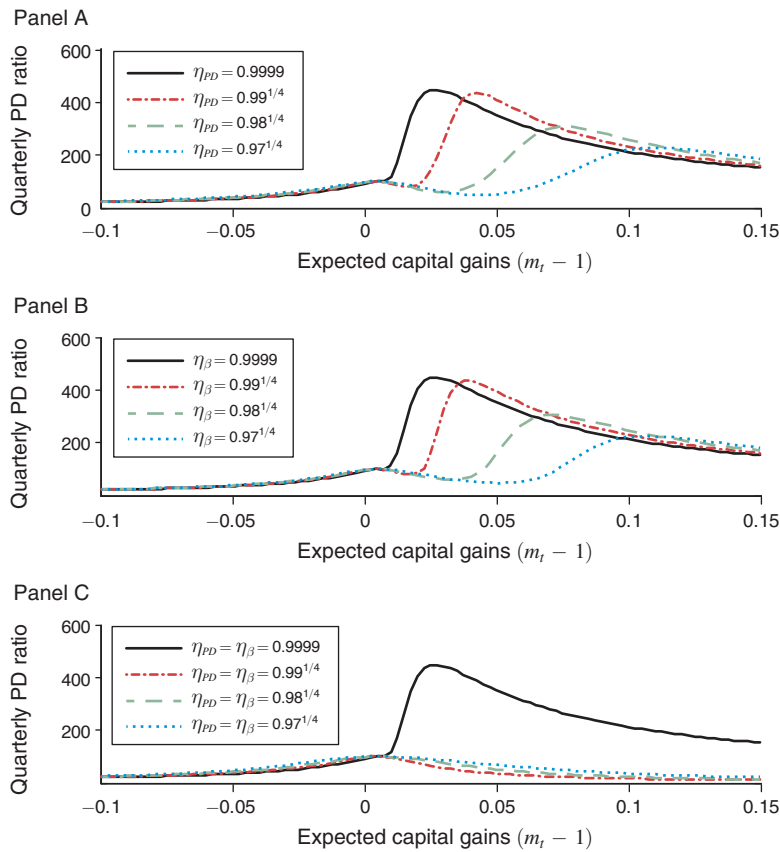 Panel A
Quarterly PD ratio
600
400
200
0
η_PD = 0.9999
η_PD = 0.99^1/4
η_PD = 0.98^1/4
η_PD = 0.97^1/4
−0.1 −0.05 0 0.05 0.1 0.15
Expected capital gains (m_t − 1)
Panel B
Quarterly PD ratio
600
400
200
η_β = 0.9999
η_β = 0.99^1/4
η_β = 0.98^1/4
η_β = 0.97^1/4
−0.1 −0.05 0 0.05 0.1 0.15
Expected capital gains (m_t − 1)
Panel C
Quarterly PD ratio
600
400
200
η_PD = η_β = 0.9999
η_PD = η_β = 0.99^1/4
η_PD = η_β = 0.98^1/4
η_PD = η_β = 0.97^1/4
−0.1 −0.05 0 0.05 0.1 0.15
Expected capital gains (m_t − 1)